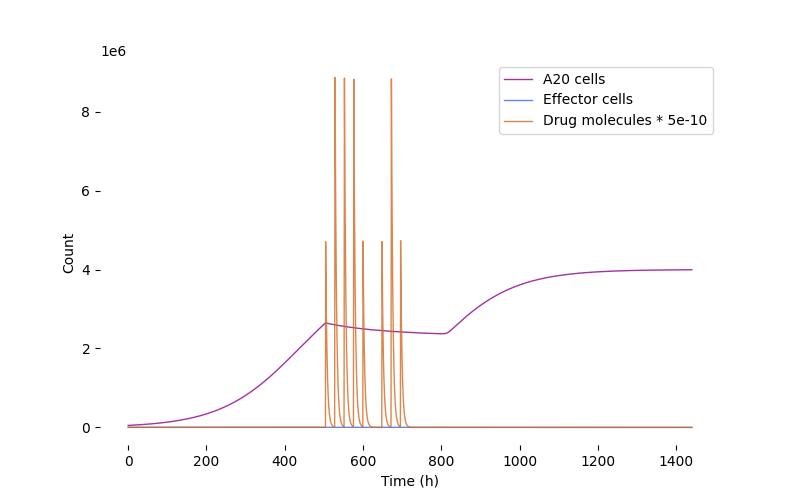 1e6
A20 cells
Effector cells
Drug molecules * 5e-10
8
6
4
2
0
Count
0 200 400 600 800 1000 1200 1400
Time (h)